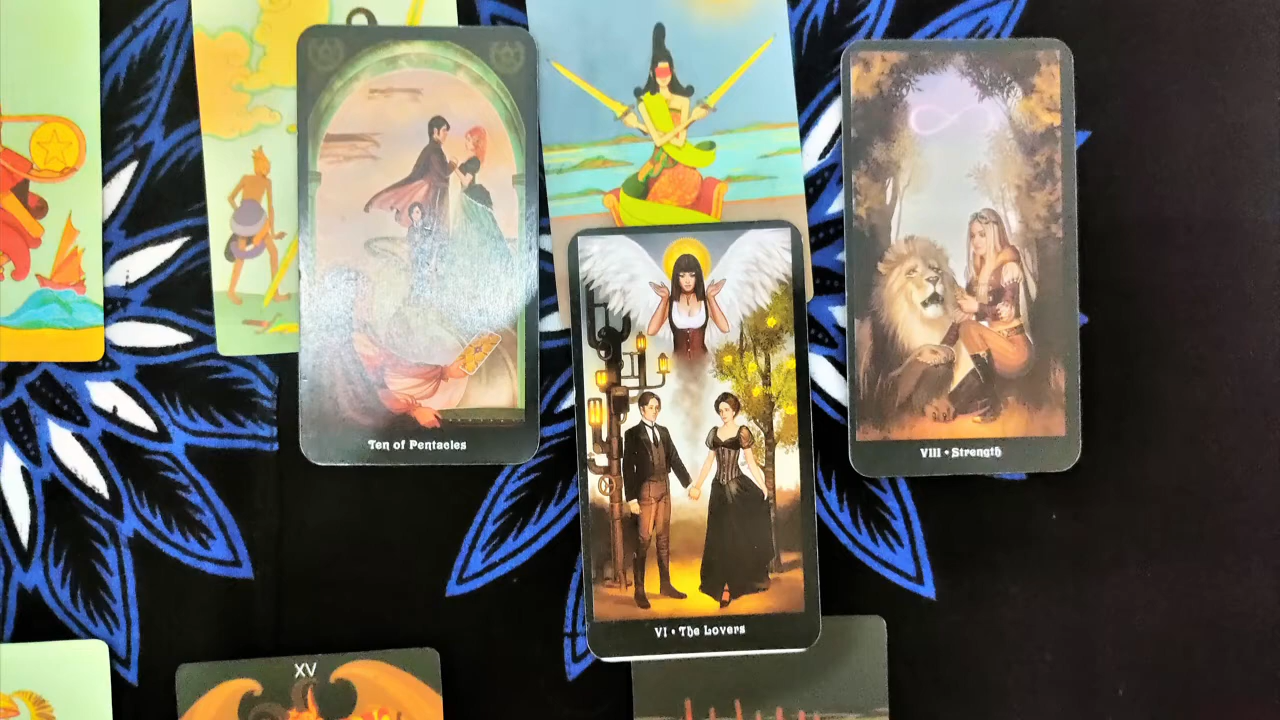 Ten of Pentacles
VIII • Strength
VI • The Lovers
XV